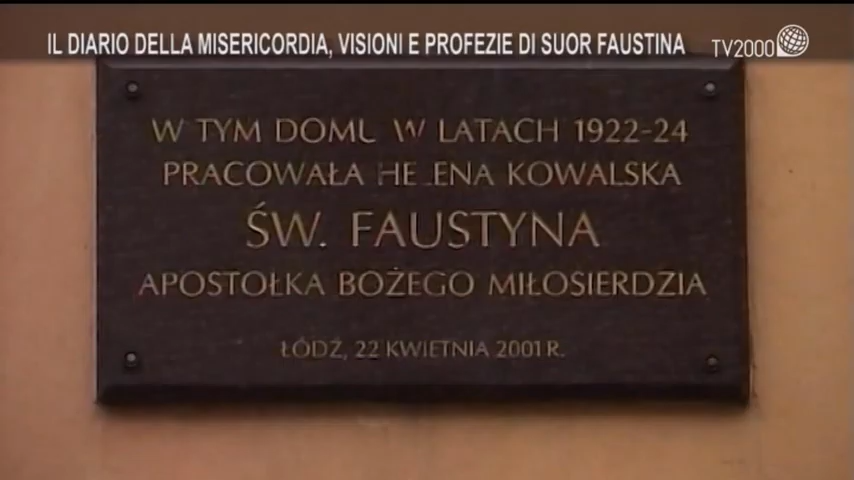 IL DIARIO DELLA MISERICORDIA, VISIONI E PROFEZIE DI SUOR FAUSTINA
TV2000
W TYM DOMU W LATACH 1922-24
PRACOWAŁA HELENA KOWALSKA
ŚW. FAUSTYNA
APOSTOŁKA BOŻEGO MIŁOSIERDZIA
ŁÓDŹ, 22 KWIETNIA 2001 R.